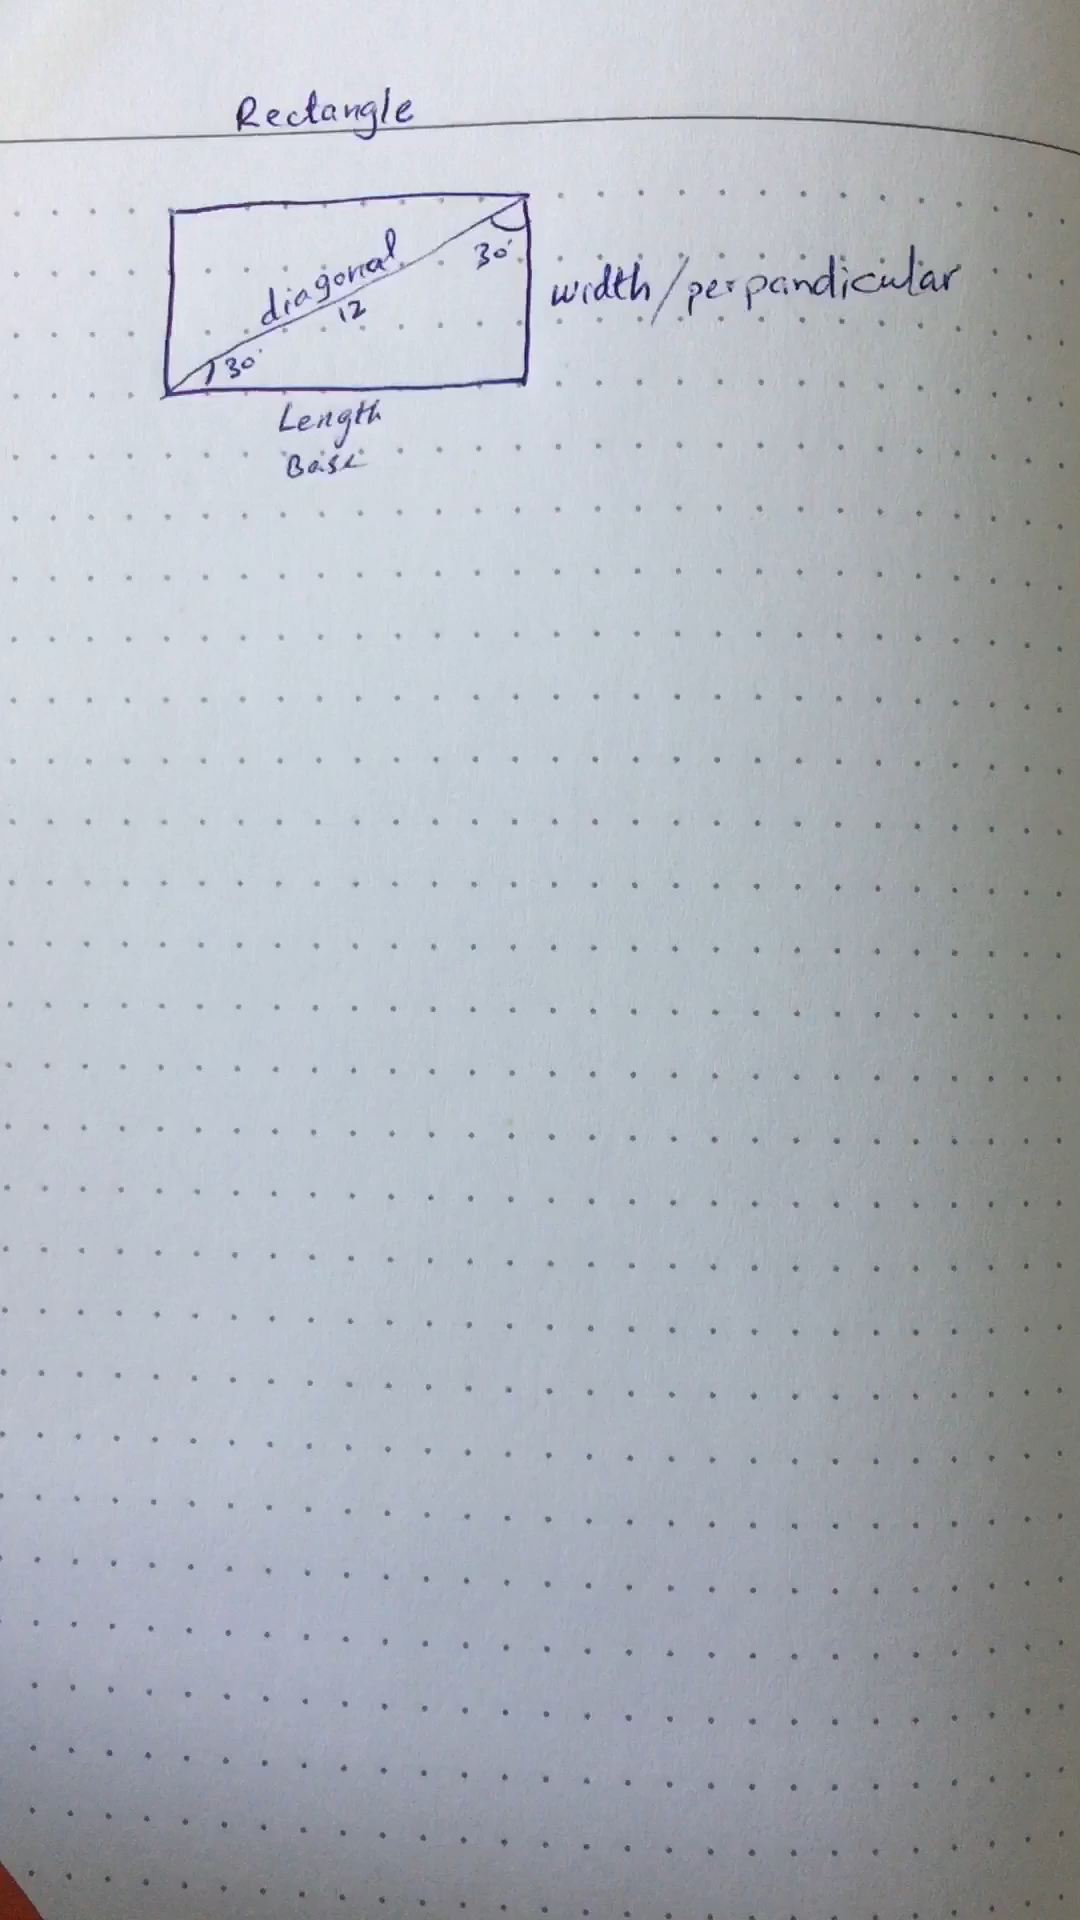 Rectangle
diagonal
12
30°
30°
width/perpandicular
Length
Base